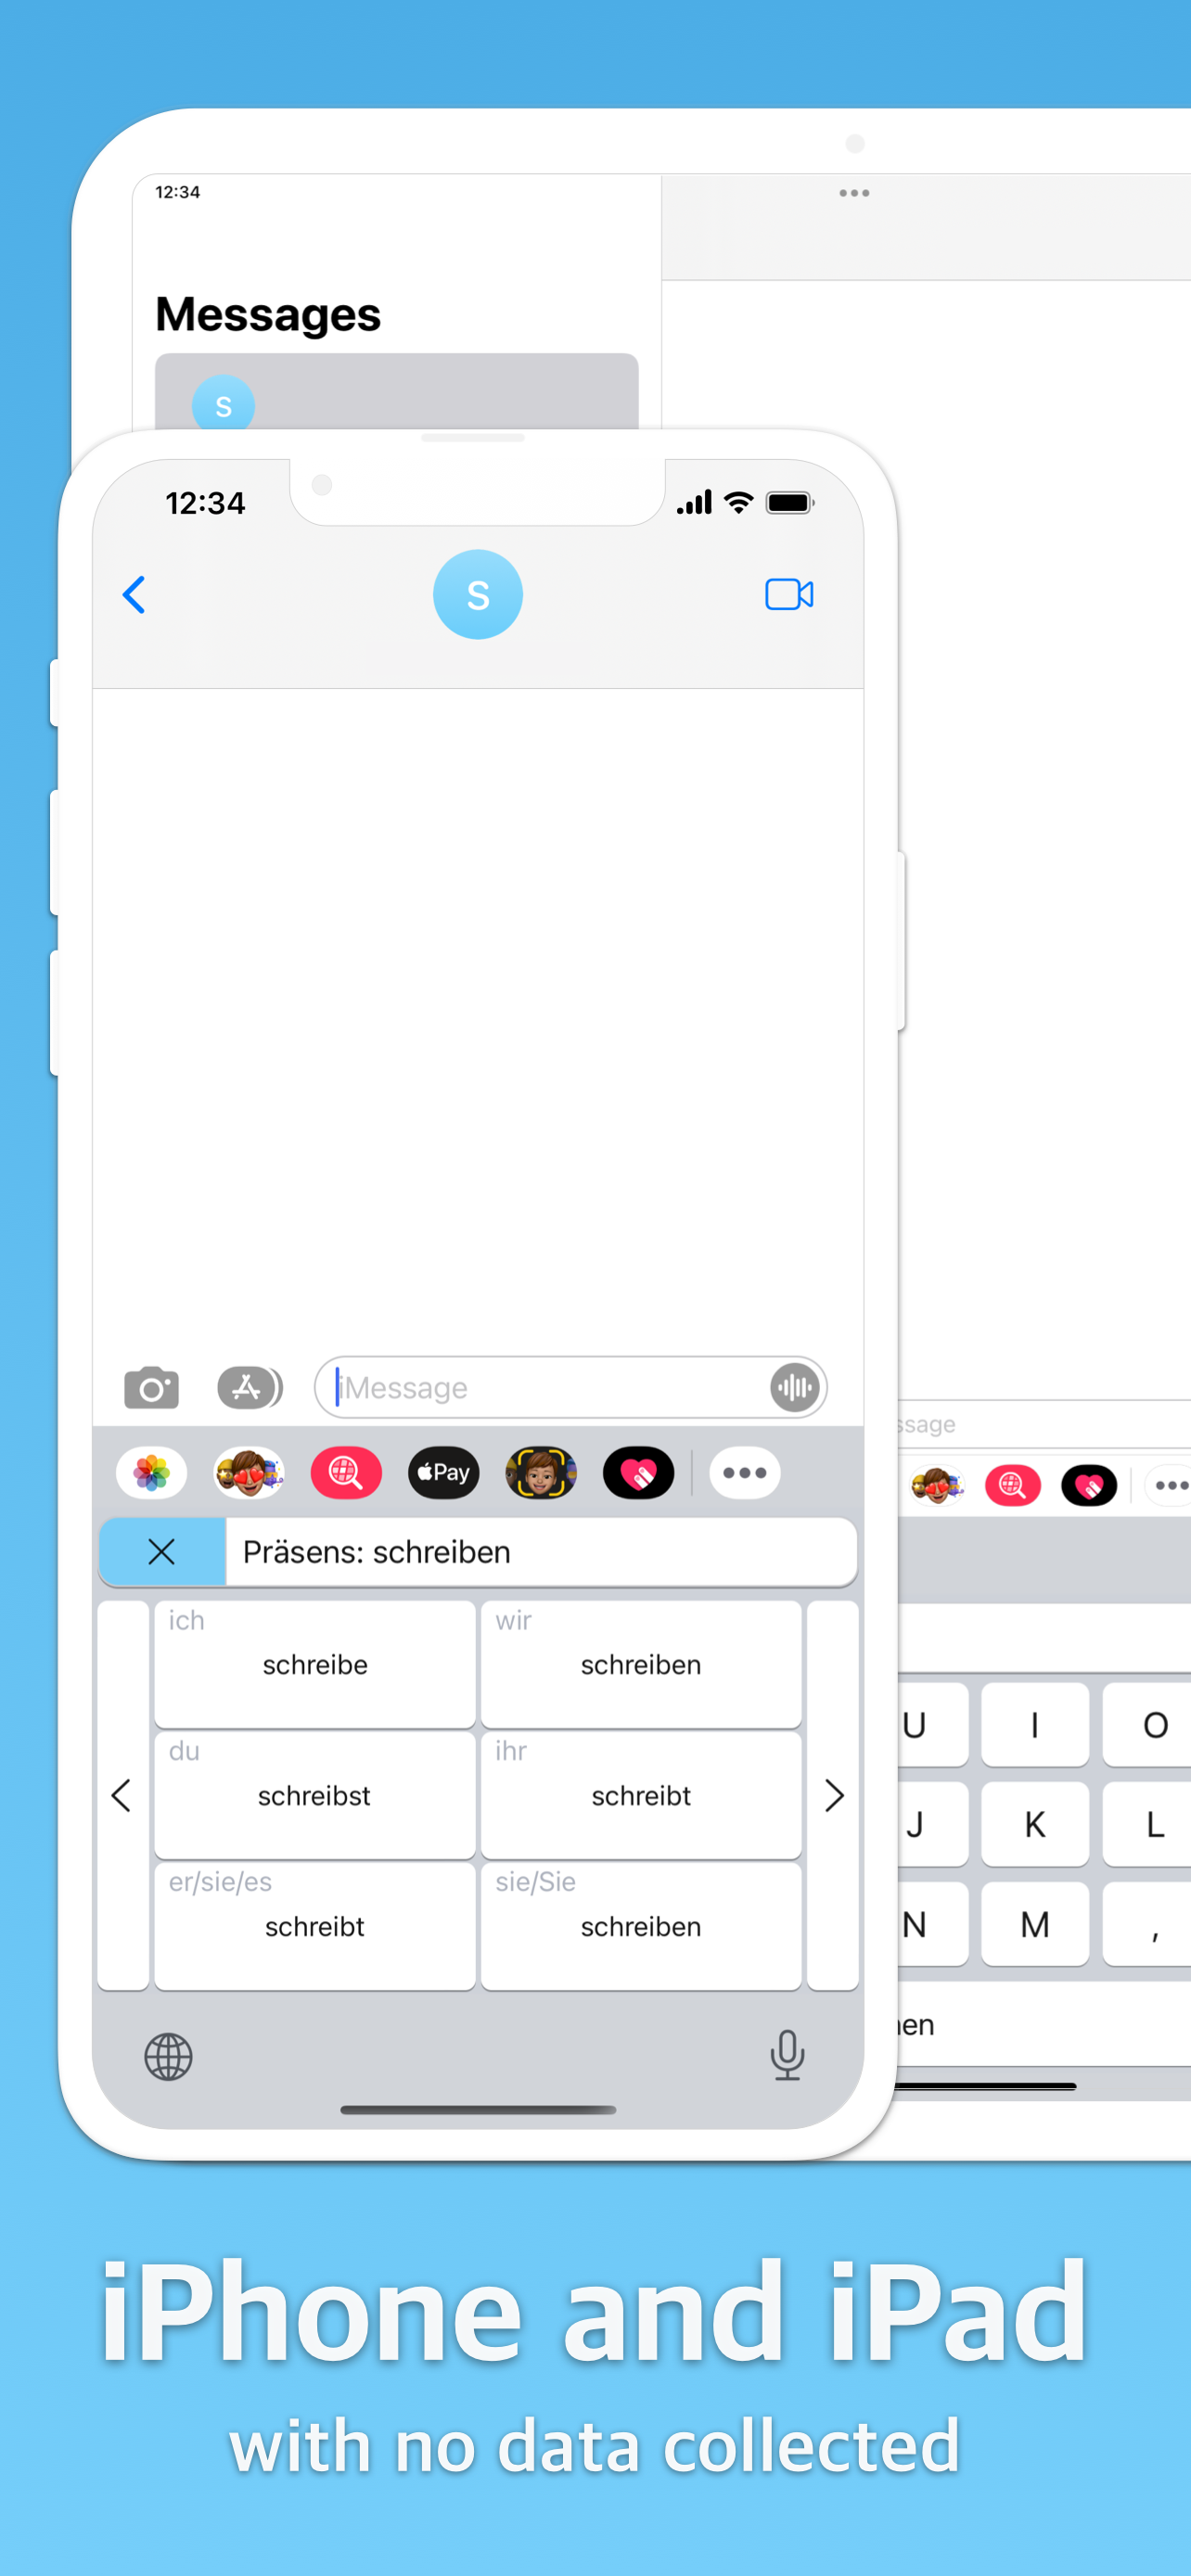 12:34
Messages
S
12:34
S
iMessage
ssage
Pay
Präsens: schreiben
ich
schreibe
wir
schreiben
du
schreibst
ihr
schreibt
er/sie/es
schreibt
sie/Sie
schreiben
U I O
J K L
N M ,
en
iPhone and iPad
with no data collected